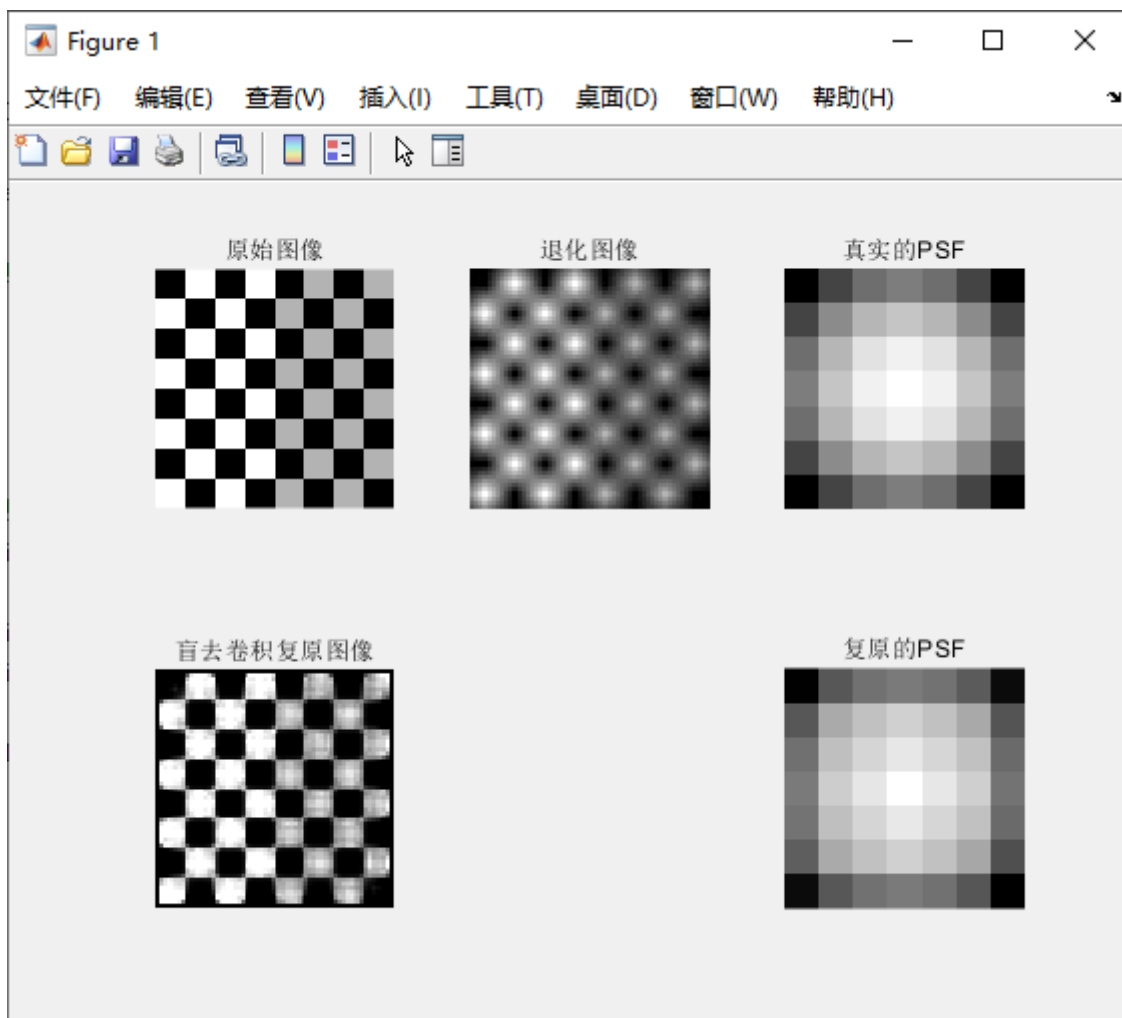 Figure 1
文件(F) 编辑(E) 查看(V) 插入(I) 工具(T) 桌面(D) 窗口(W) 帮助(H)
原始图像 退化图像 真实的PSF
盲去卷积复原图像 复原的PSF